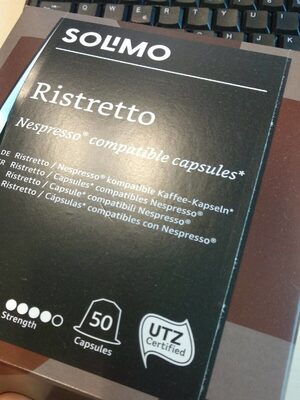 SOLIMO
Ristretto
Nespresso® compatible capsules*
DE Ristretto / Nespresso® kompatible Kaffee-Kapseln*
FR Ristretto / Capsules* compatibles Nespresso®
Ristretto / Capsule* compatibili Nespresso®
Ristretto / Cápsulas* compatibles con Nespresso®
Strength
50
Capsules
UTZ
Certified